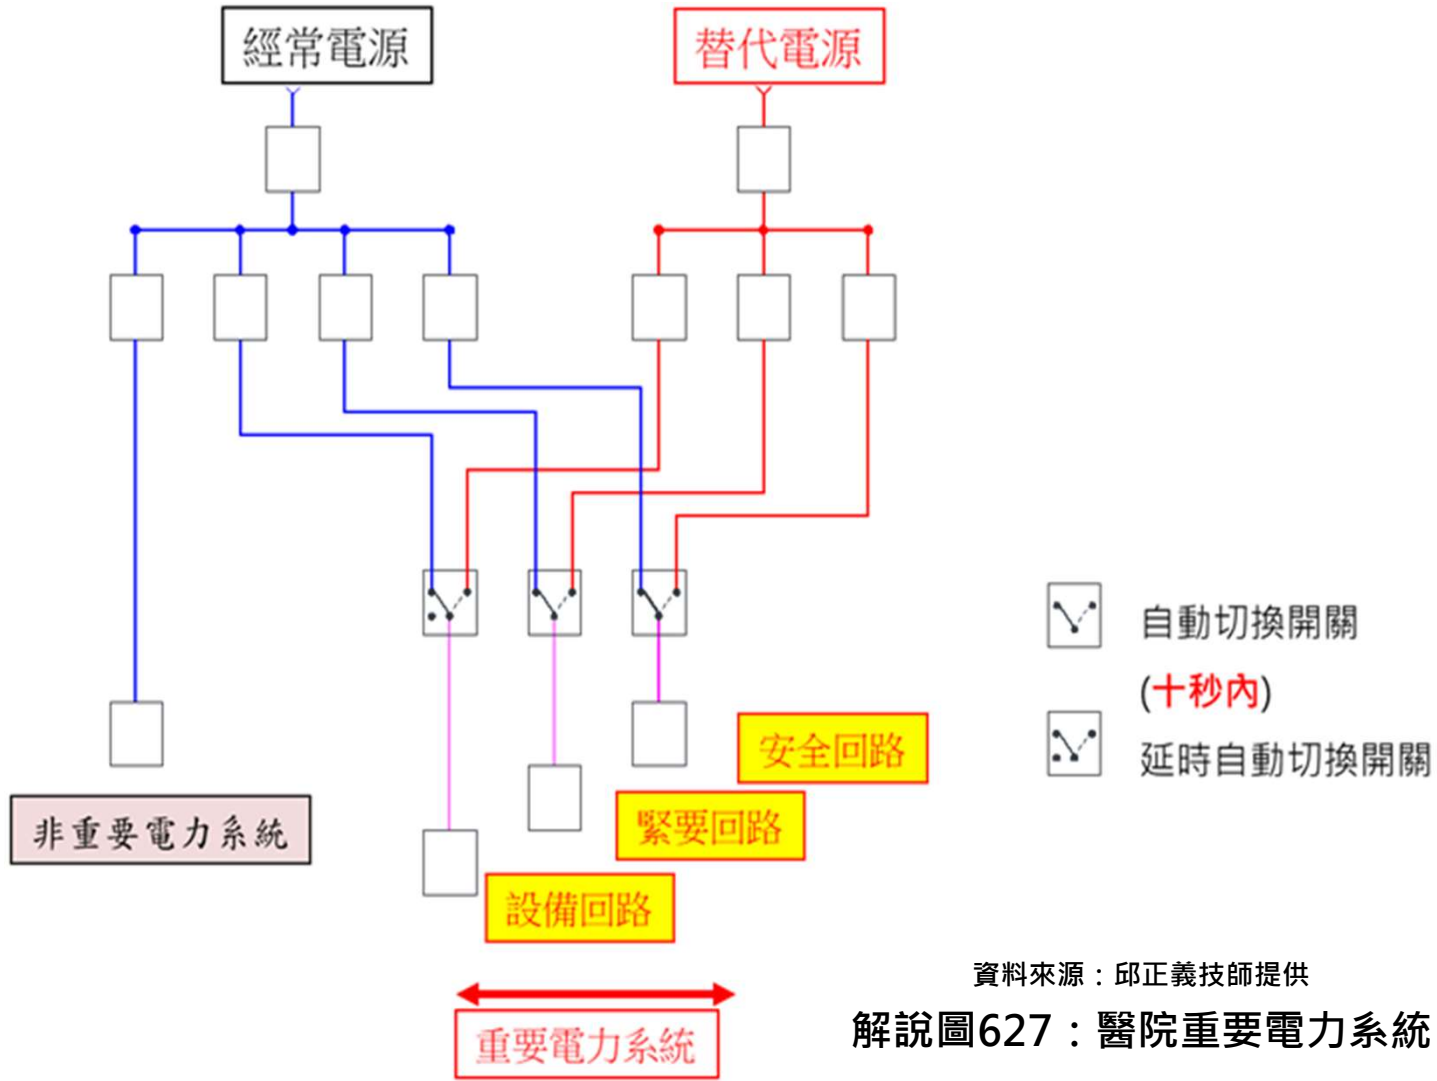 經常電源
替代電源
自動切換開關
(十秒內)
延時自動切換開關
安全回路
緊要回路
設備回路
非重要電力系統
重要電力系統
資料來源：邱正義技師提供
解說圖627：醫院重要電力系統